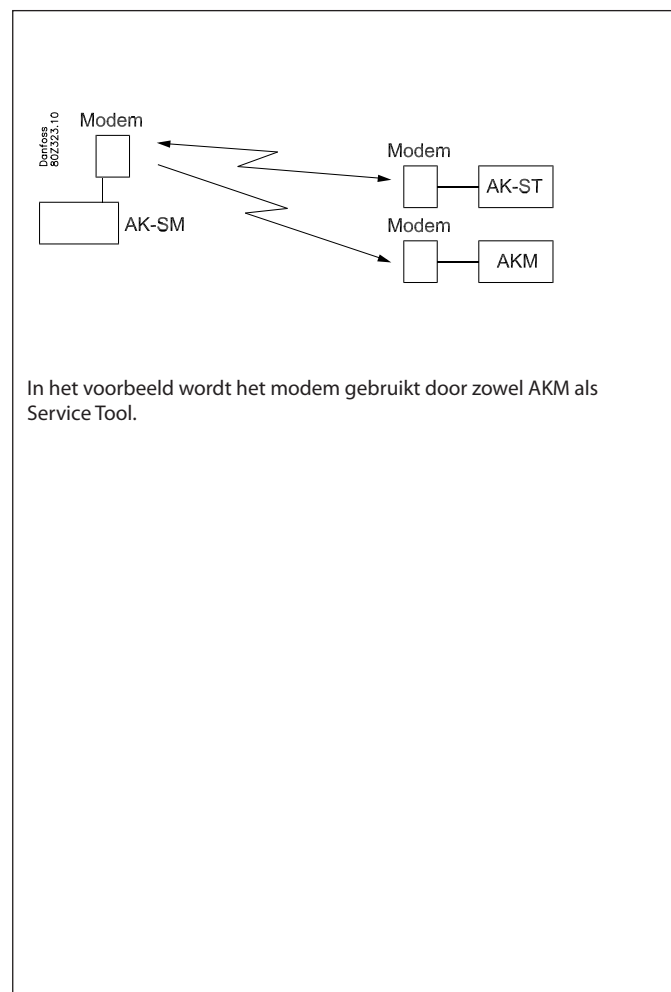 Danfoss
80Z323.10
Modem
AK-SM
Modem
AK-ST
Modem
AKM
In het voorbeeld wordt het modem gebruikt door zowel AKM als
Service Tool.